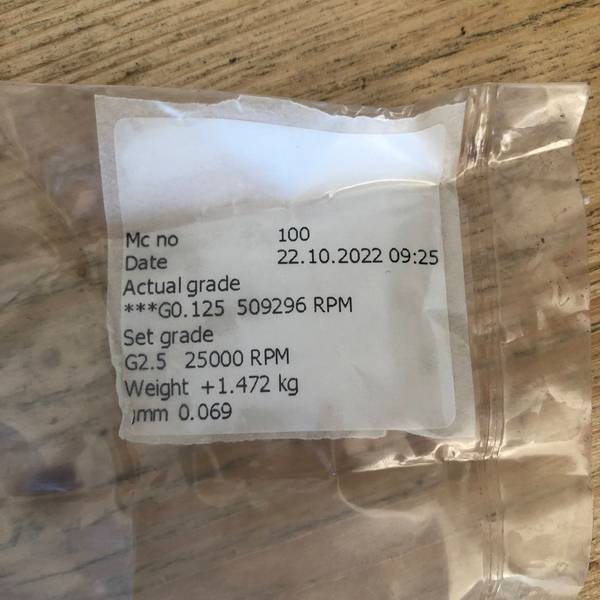 Mc no 100
Date 22.10.2022 09:25
Actual grade
***G0.125 509296 RPM
Set grade
G2.5 25000 RPM
Weight +1.472 kg
gmm 0.069